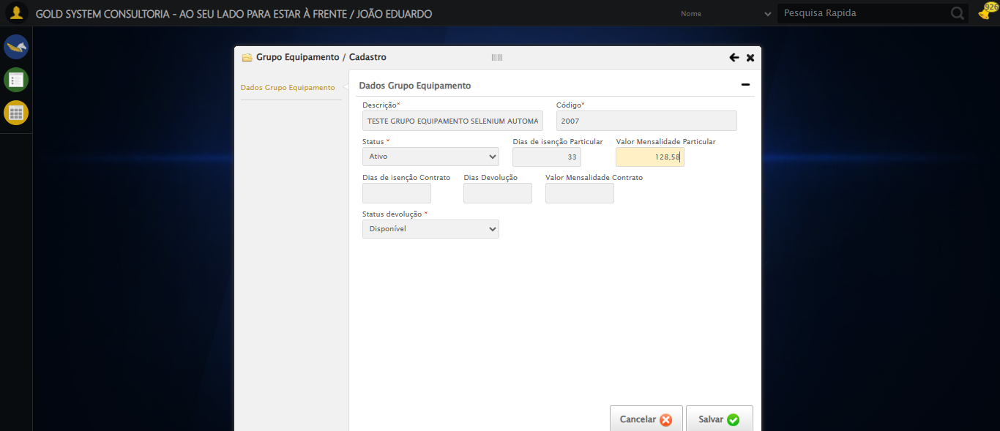 GOLD SYSTEM CONSULTORIA - AO SEU LADO PARA ESTAR À FRENTE / JOÃO EDUARDO
Nome
Pesquisa Rapida
926
Grupo Equipamento / Cadastro
Dados Grupo Equipamento
Dados Grupo Equipamento
Descrição*
Código*
TESTE GRUPO EQUIPAMENTO SELENIUM AUTOMA
2007
Status *
Dias de isenção Particular
Valor Mensalidade Particular
Ativo
33
128,58
Dias de isenção Contrato
Dias Devolução
Valor Mensalidade Contrato
Status devolução *
Disponível
Cancelar
Salvar